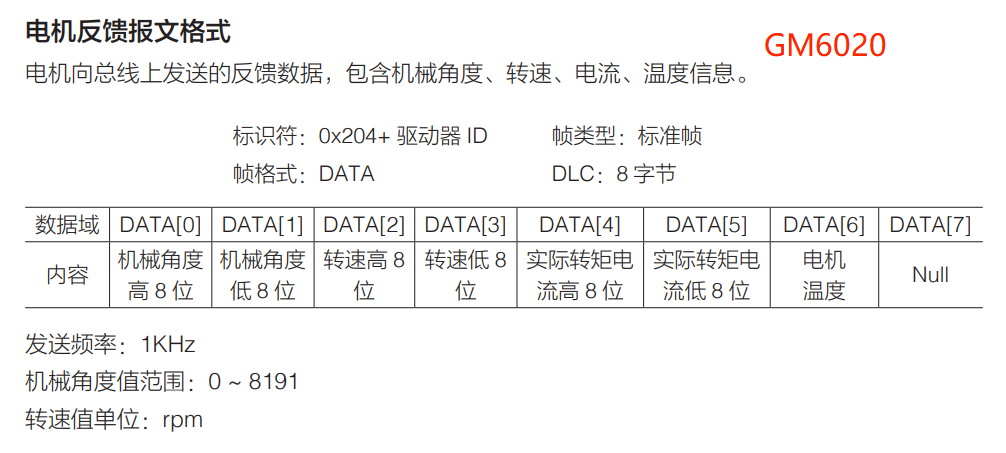 电机反馈报文格式
GM6020
电机向总线上发送的反馈数据，包含机械角度、转速、电流、温度信息。
标识符：0x204+ 驱动器 ID 帧类型：标准帧
帧格式：DATA DLC：8 字节
数据域 DATA[0] DATA[1] DATA[2] DATA[3] DATA[4] DATA[5] DATA[6] DATA[7]
内容 机械角度高 8 位 机械角度低 8 位 转速高 8 位 转速低 8 位 实际转矩电流高 8 位 实际转矩电流低 8 位 电机温度 Null
发送频率：1KHz
机械角度值范围：0 ~ 8191
转速值单位：rpm